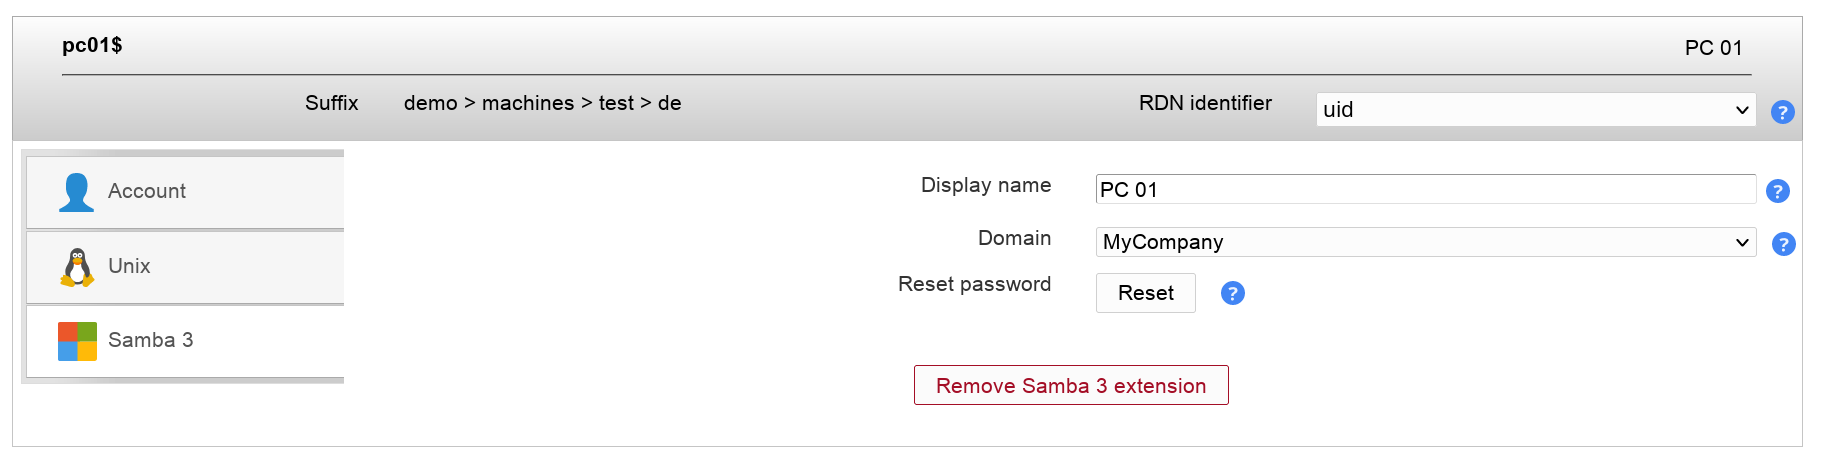 pc01$ PC 01
Suffix demo > machines > test > de RDN identifier uid ?
Account
Unix
Samba 3
Display name PC 01 ?
Domain MyCompany ?
Reset password Reset ?
Remove Samba 3 extension